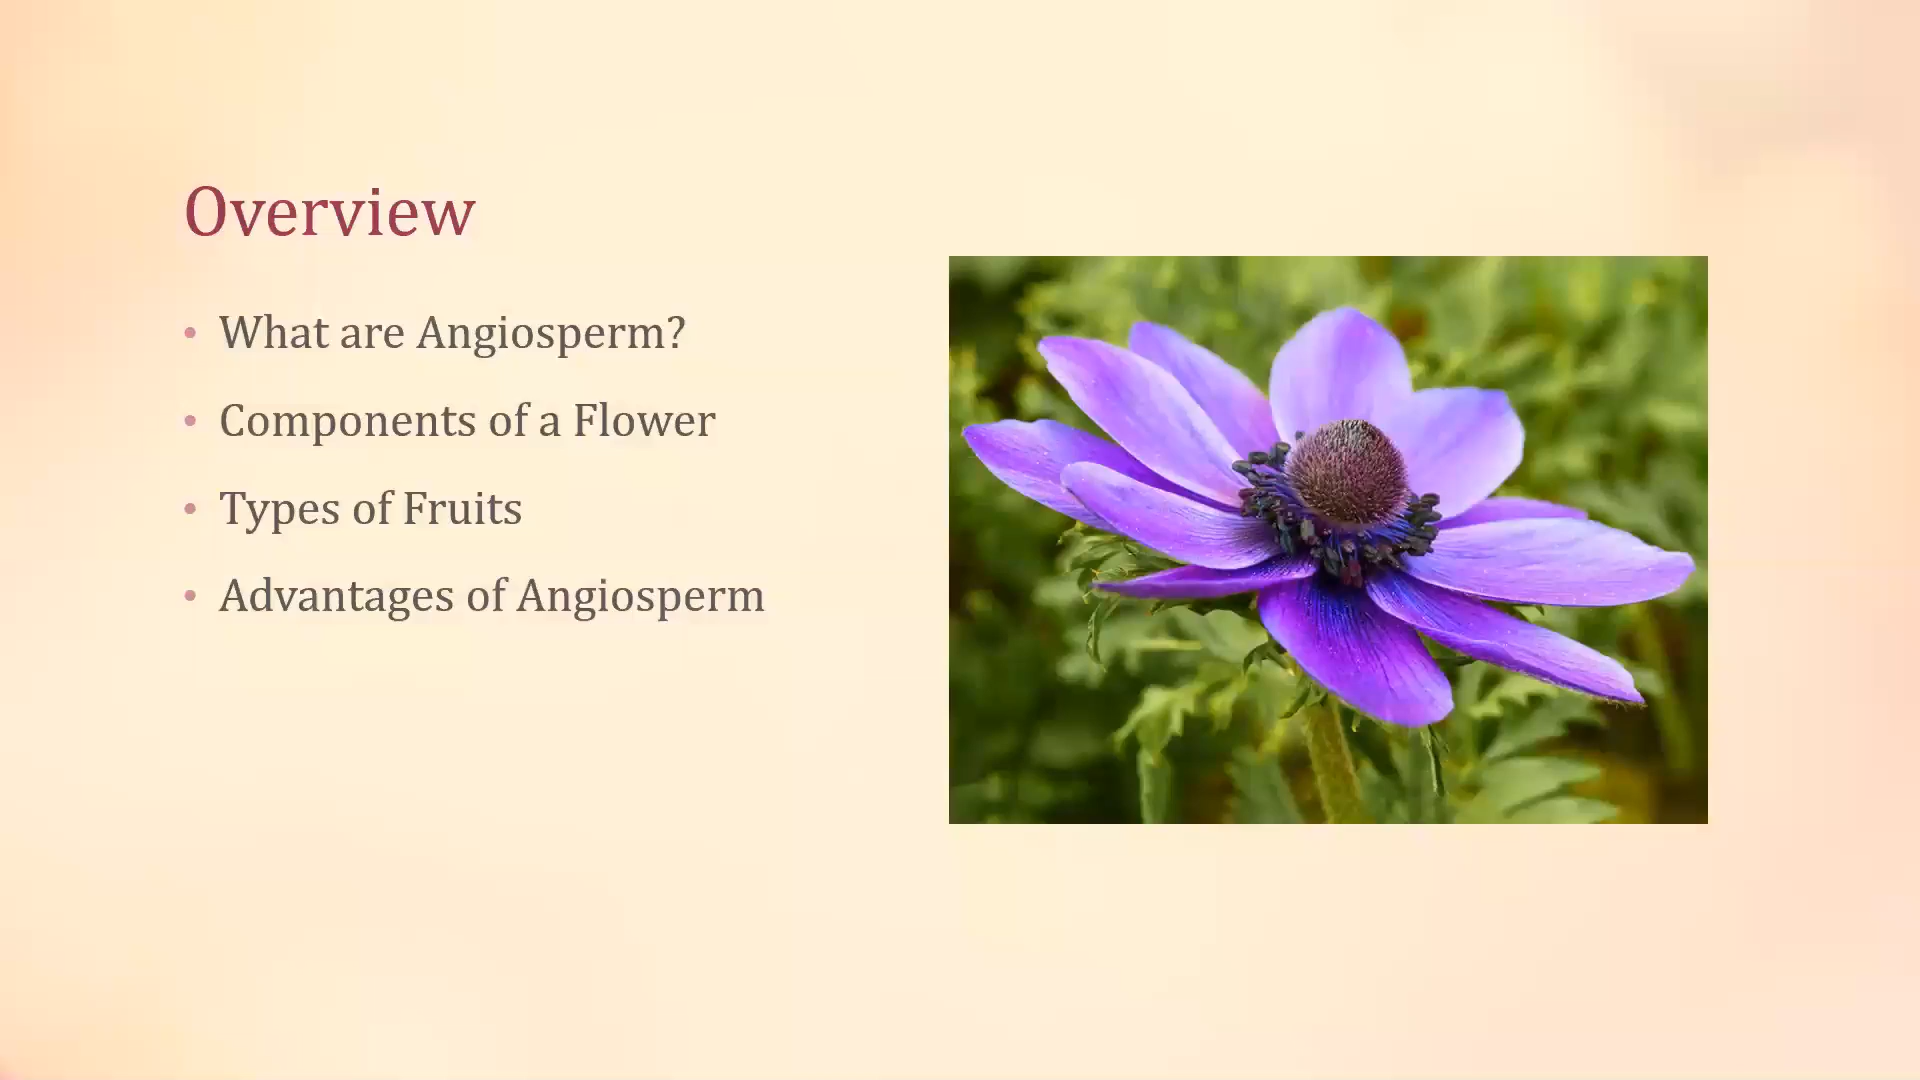 Overview
• What are Angiosperm?
• Components of a Flower
• Types of Fruits
• Advantages of Angiosperm